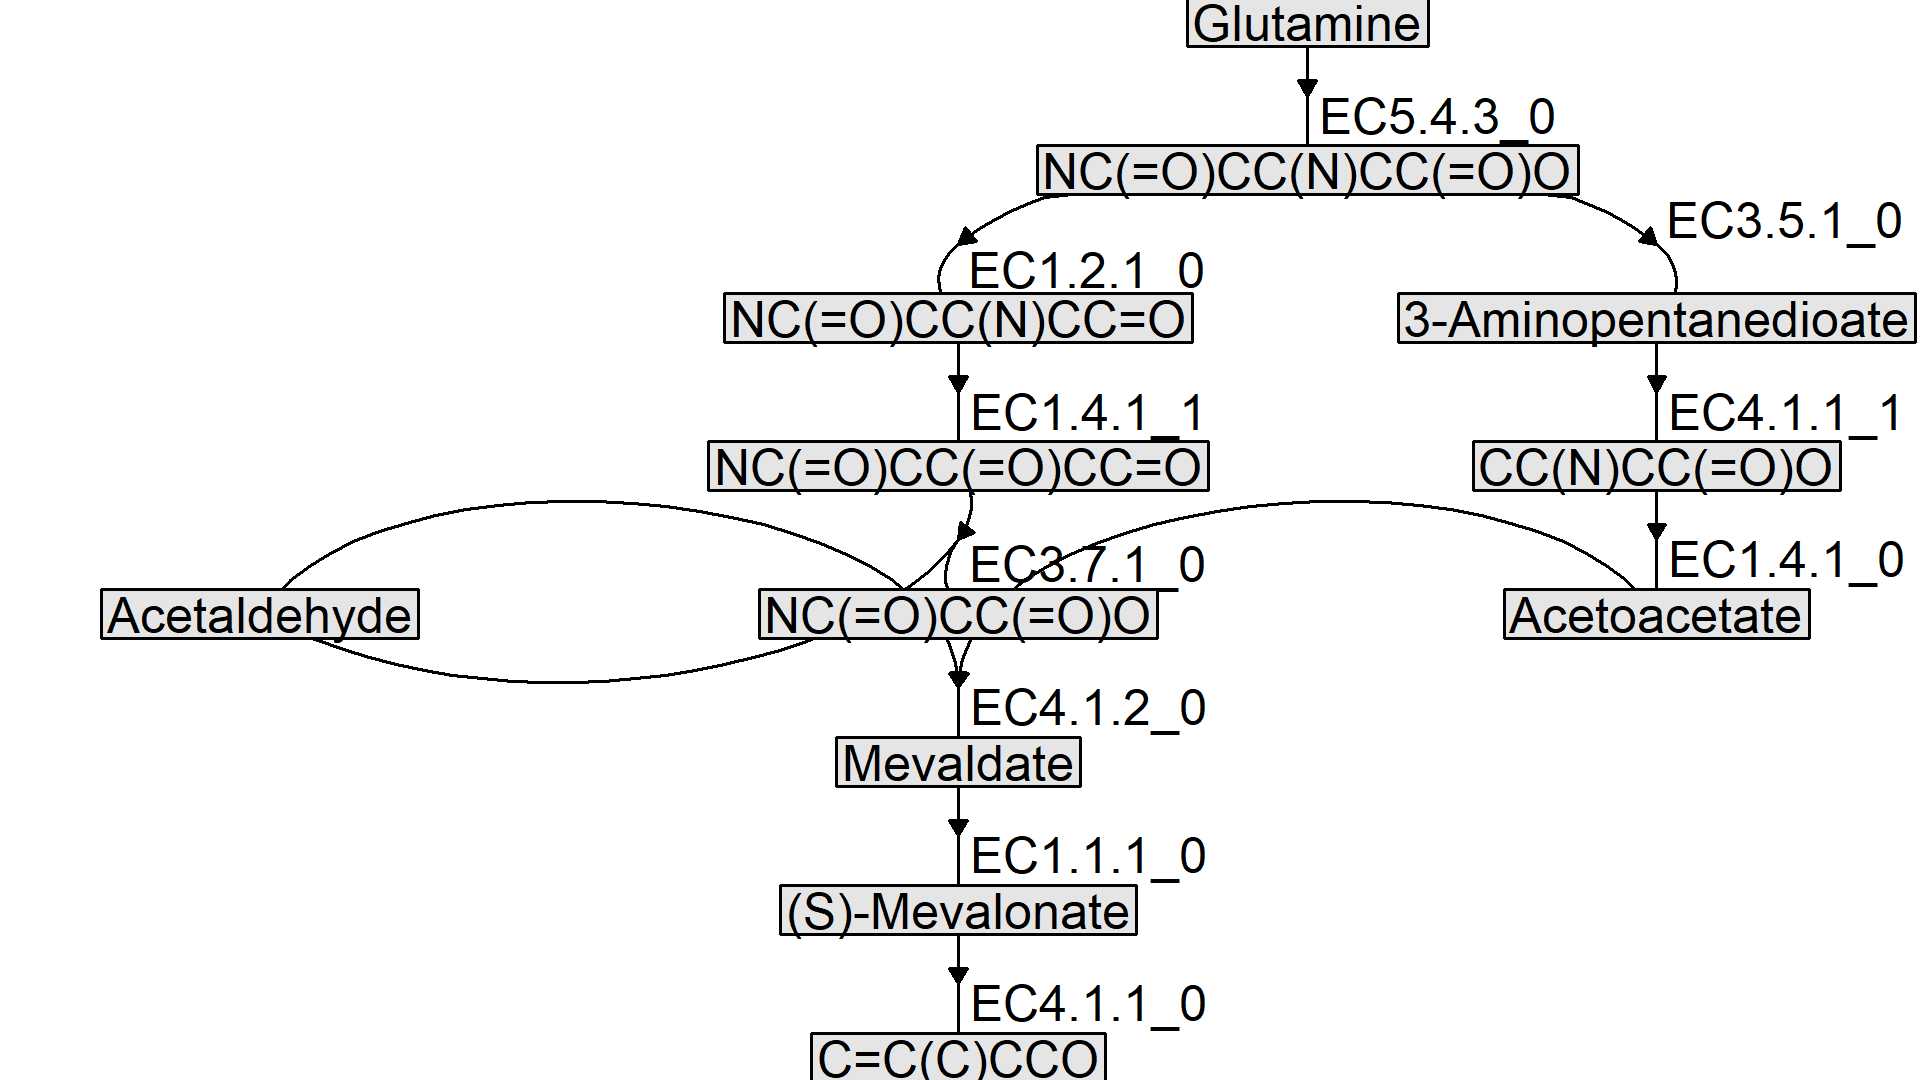 Glutamine
EC5.4.3_0
NC(=O)CC(N)CC(=O)O
EC3.5.1_0
EC1.2.1_0
NC(=O)CC(N)CC=O
3-Aminopentanedioate
EC1.4.1_1
EC4.1.1_1
NC(=O)CC(=O)CC=O
CC(N)CC(=O)O
EC3.7.1_0
EC1.4.1_0
Acetaldehyde
NC(=O)CC(=O)O
Acetoacetate
EC4.1.2_0
Mevaldate
EC1.1.1_0
(S)-Mevalonate
EC4.1.1_0
C=C(C)CCO